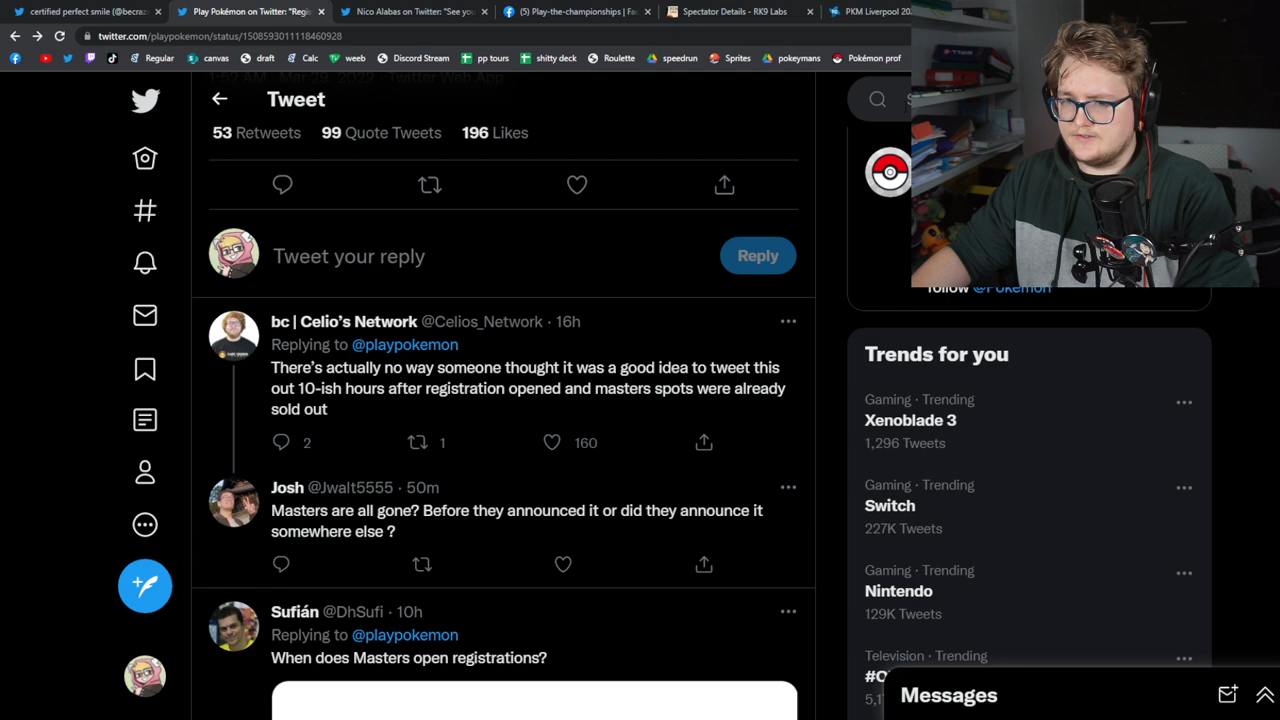 certified perfect smile (@becraz
Play Pokémon on Twitter: "Regi
Nico Alabas on Twitter: "See yo
(5) Play-the-championships | Fac
Spectator Details - RK9 Labs
PKM Liverpool 202
twitter.com/playpokemon/status/1508593011118460928
Regular
canvas
draft
Calc
weeb
Discord Stream
pp tours
shitty deck
Roulette
speedrun
Sprites
pokeymans
Pokémon prof
1:52 AM · Mar 29, 2022 · Twitter Web App
Tweet
53 Retweets 99 Quote Tweets 196 Likes
Tweet your reply
Reply
bc | Celio's Network @Celios_Network · 16h
Replying to @playpokemon
There's actually no way someone thought it was a good idea to tweet this
out 10-ish hours after registration opened and masters spots were already
sold out
2 1 160
Josh @Jwalt5555 · 50m
Masters are all gone? Before they announced it or did they announce it
somewhere else ?
Sufián @DhSufi · 10h
Replying to @playpokemon
When does Masters open registrations?
follow @Pokemon
Trends for you
Gaming · Trending
Xenoblade 3
1,296 Tweets
Gaming · Trending
Switch
227K Tweets
Gaming · Trending
Nintendo
129K Tweets
Television · Trending
Messages